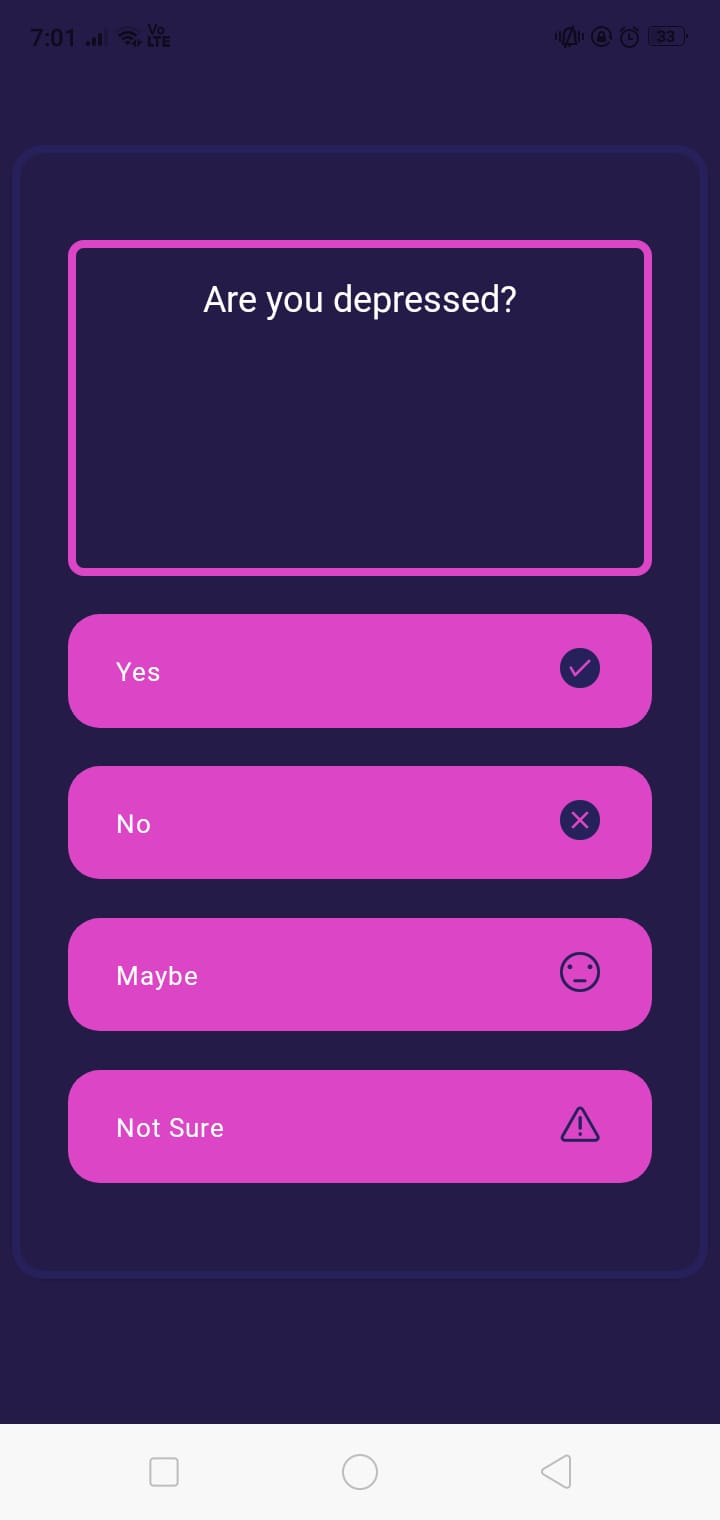 7:01
Vo
LTE
33
Are you depressed?
Yes
No
Maybe
Not Sure